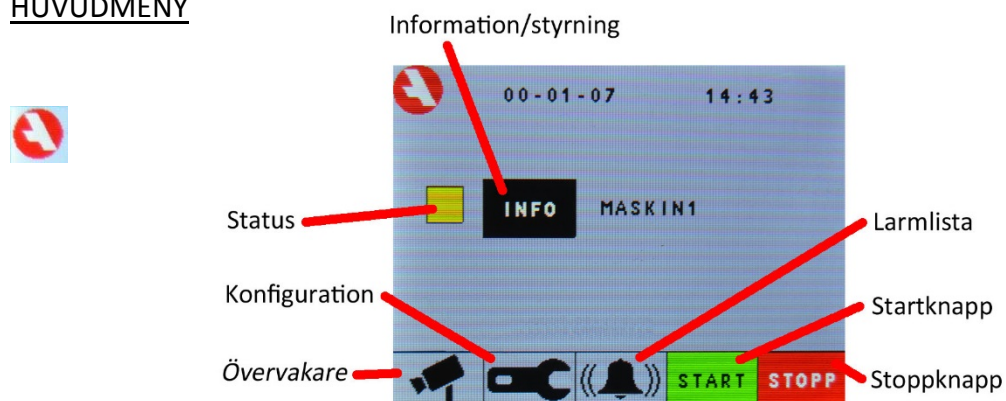 HUVUDMENY
Information/styrning
00-01-07 14:43
Status
INFO MASKIN1
Larmlista
Konfiguration
Startknapp
Övervakare
START STOPP
Stoppknapp